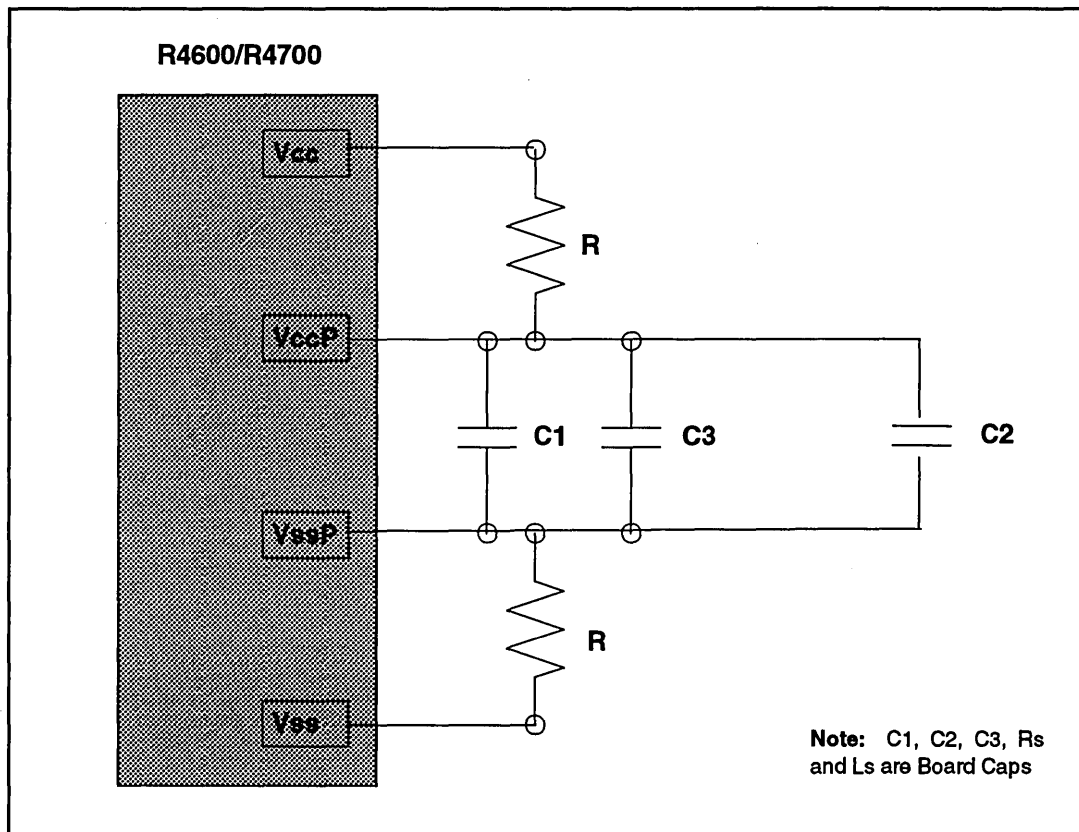 R4600/R4700
Vcc
R
VccP
C1
C3
C2
VssP
R
Vss
Note: C1, C2, C3, Rs
and Ls are Board Caps